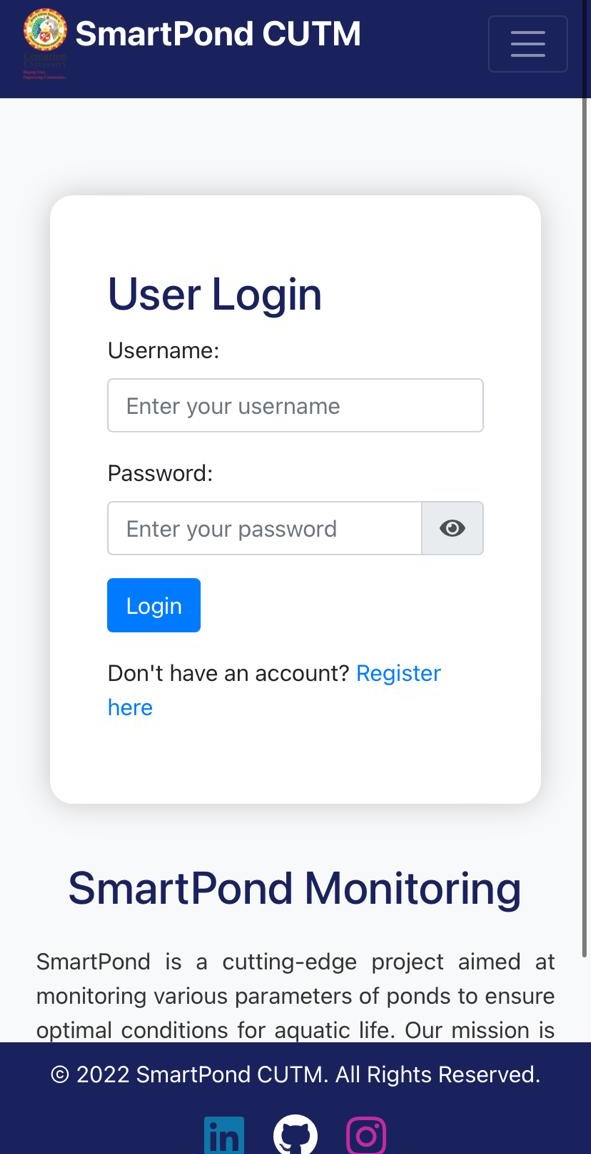 SmartPond CUTM
User Login
Username:
Enter your username
Password:
Enter your password
Login
Don't have an account? Register
here
SmartPond Monitoring
SmartPond is a cutting-edge project aimed at
monitoring various parameters of ponds to ensure
optimal conditions for aquatic life. Our mission is
© 2022 SmartPond CUTM. All Rights Reserved.
in